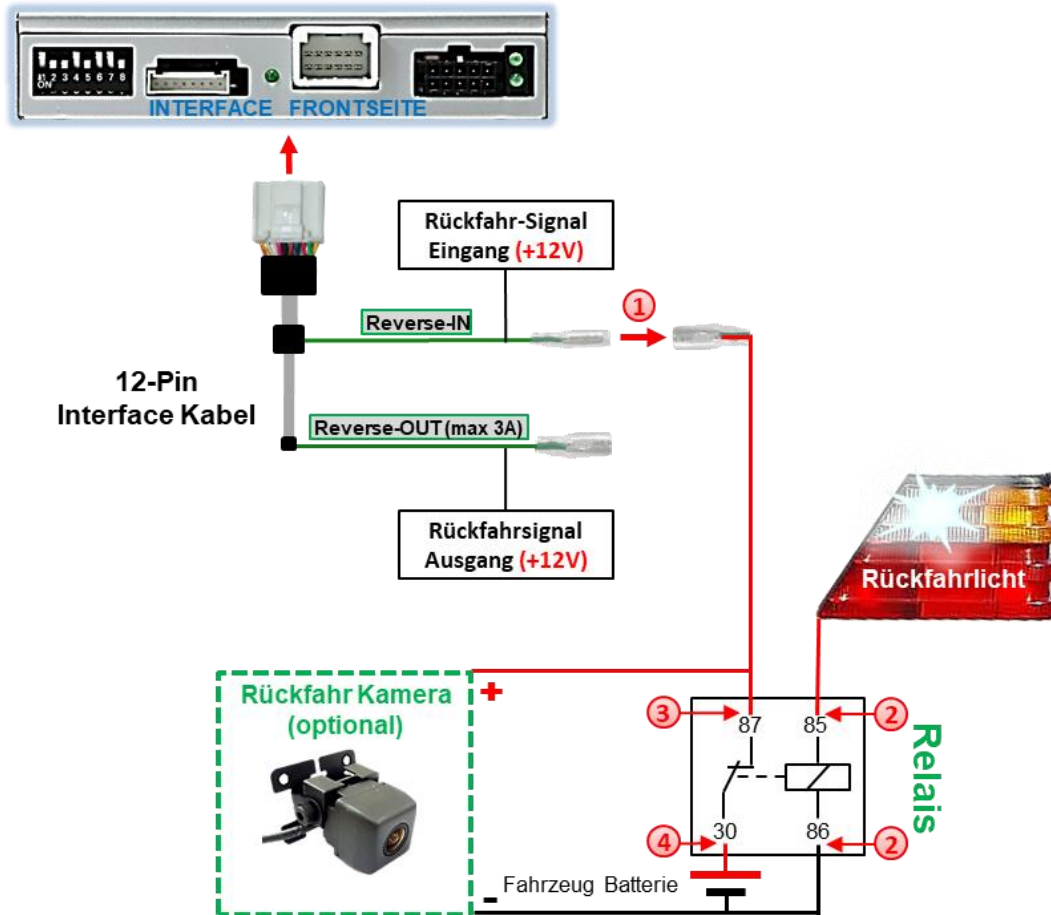 1 2 3 4 5 6 7 8
ON
INTERFACE FRONTSEITE
Rückfahr-Signal
Eingang (+12V)
1
Reverse-IN
12-Pin
Interface Kabel
Reverse-OUT (max 3A)
Rückfahrsignal
Ausgang (+12V)
Rückfahrlicht
Rückfahr Kamera
(optional)
+
3
87
85
2
Relais
4
30
86
2
- Fahrzeug Batterie